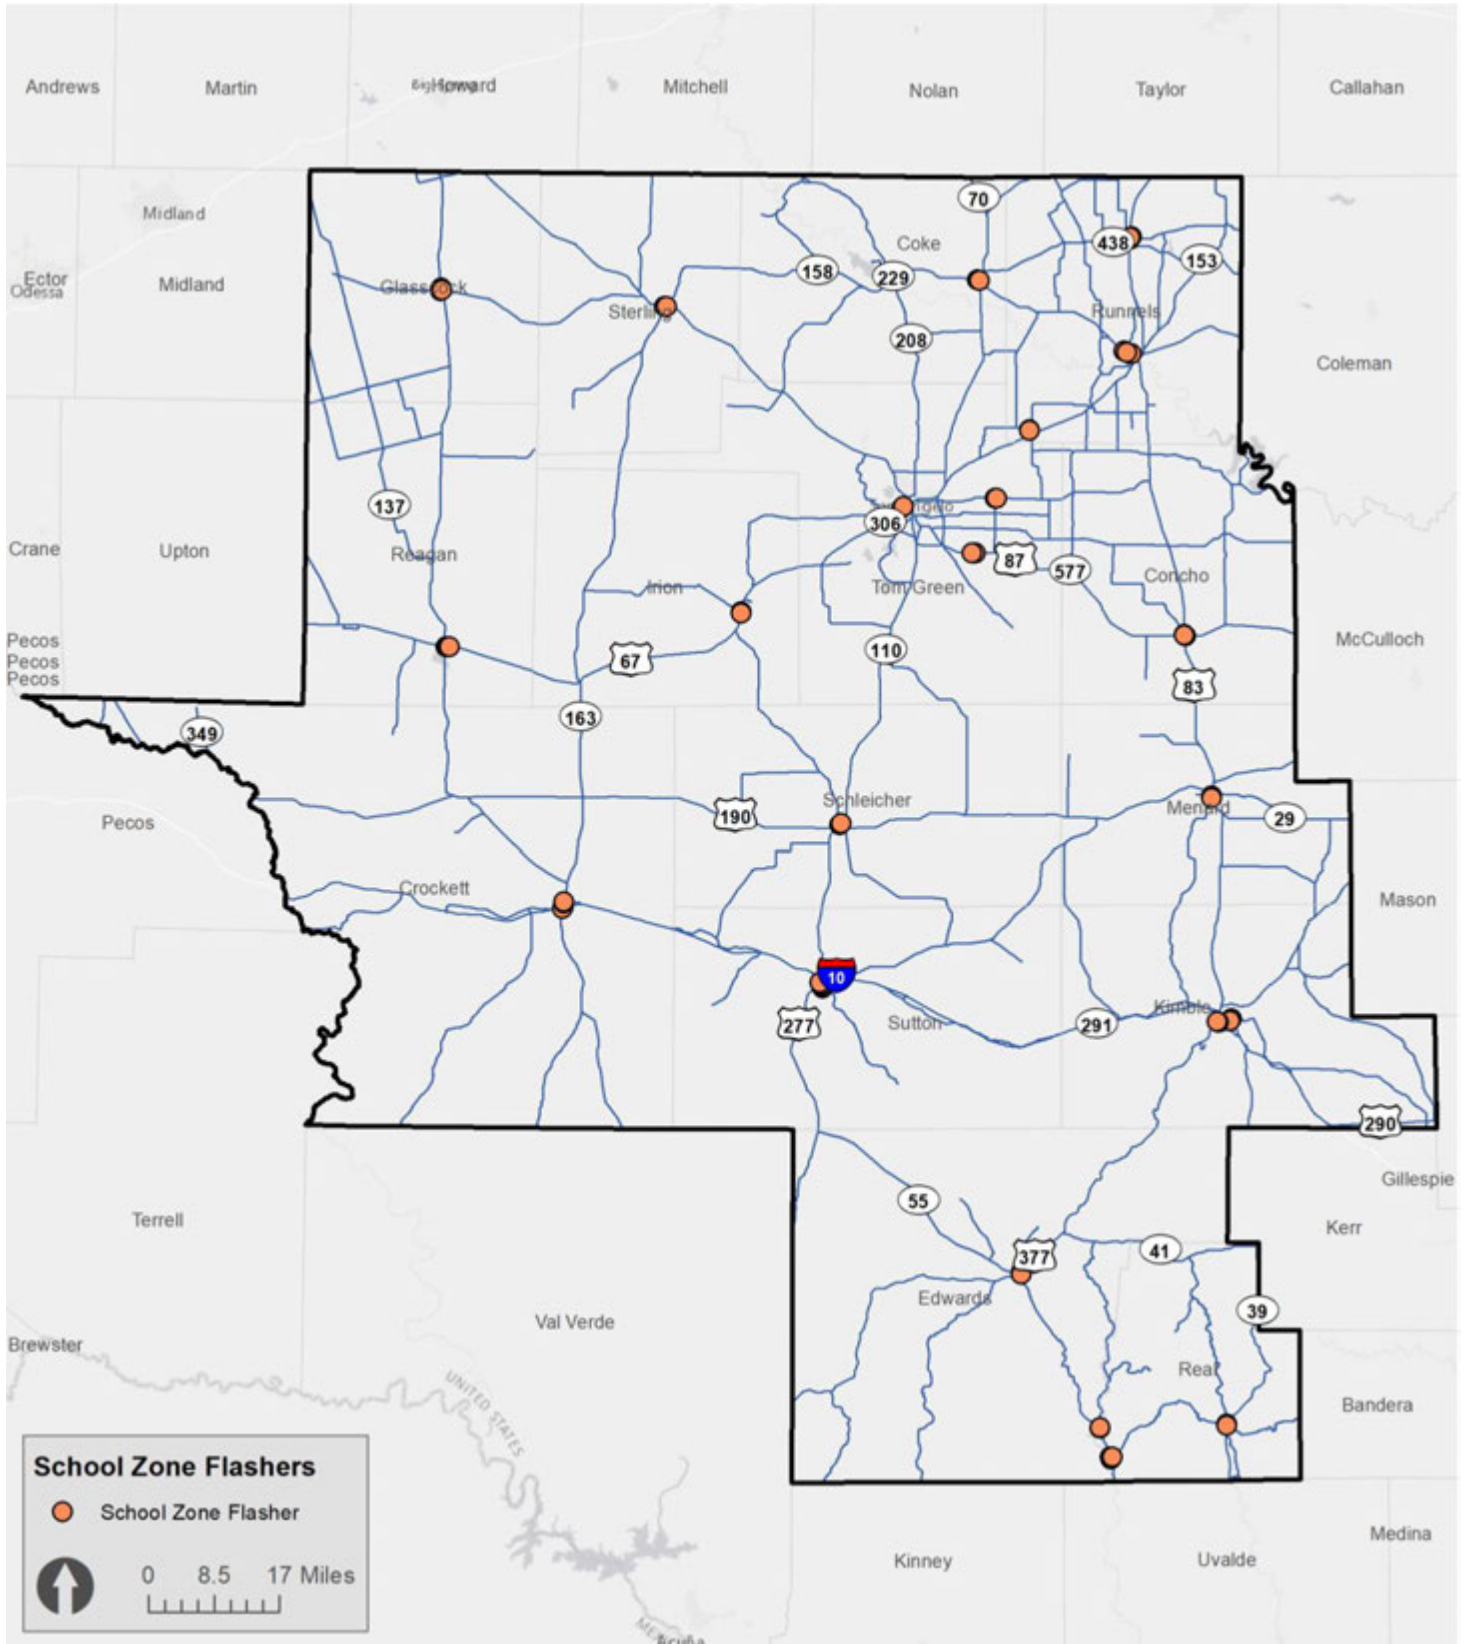 Andrews
Martin
Howard
Mitchell
Nolan
Taylor
Callahan
Midland
70
Coke
438
153
Ector
Odessa
Midland
Glasscock
158
229
Sterling
Runnels
208
Coleman
137
306
Crane
Upton
Reagan
87
577
Concho
Irion
Tom Green
Pecos
Pecos
Pecos
67
110
McCulloch
83
163
349
Schleicher
Menard
190
29
Pecos
Crockett
Mason
10
Kimble
277
Sutton
291
290
Gillespie
Terrell
55
Kerr
377
41
Edwards
39
Val Verde
Brewster
Real
UNITED STATES
Bandera
School Zone Flashers
School Zone Flasher
0 8.5 17 Miles
Medina
Kinney
Uvalde